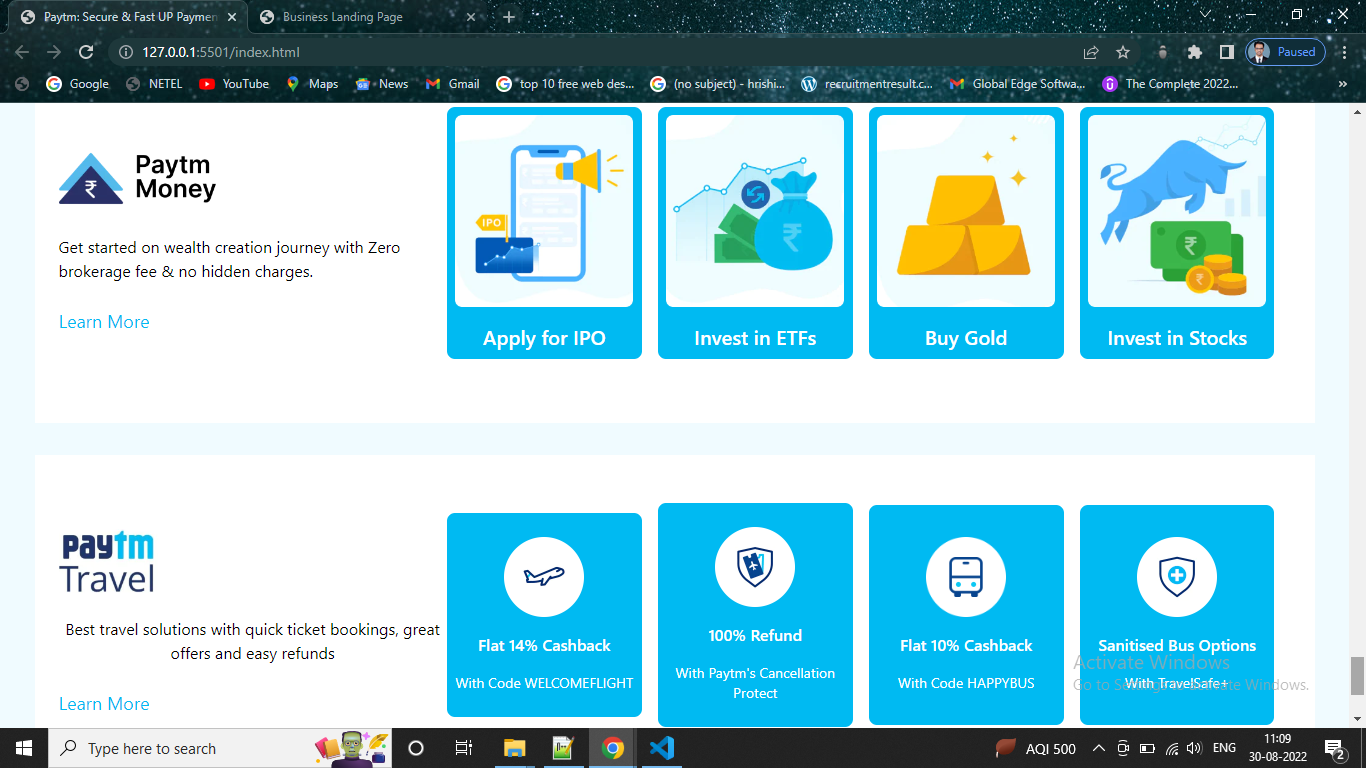 Paytm: Secure & Fast UP Paymen
Business Landing Page
127.0.0.1:5501/index.html
Paused
Google
NETEL
YouTube
Maps
News
Gmail
top 10 free web des...
(no subject) - hrishi...
recruitmentresult.c...
Global Edge Softwa...
The Complete 2022...
Paytm
Money
Get started on wealth creation journey with Zero
brokerage fee & no hidden charges.
Learn More
IPO
Apply for IPO
Invest in ETFs
Buy Gold
Invest in Stocks
paytm
Travel
Best travel solutions with quick ticket bookings, great
offers and easy refunds
Learn More
Flat 14% Cashback
With Code WELCOMEFLIGHT
100% Refund
With Paytm's Cancellation
Protect
Flat 10% Cashback
With Code HAPPYBUS
Sanitised Bus Options
With TravelSafe+
Activate Windows
Go to Settings to activate Windows.
Type here to search
AQI 500
ENG
11:09
30-08-2022
2